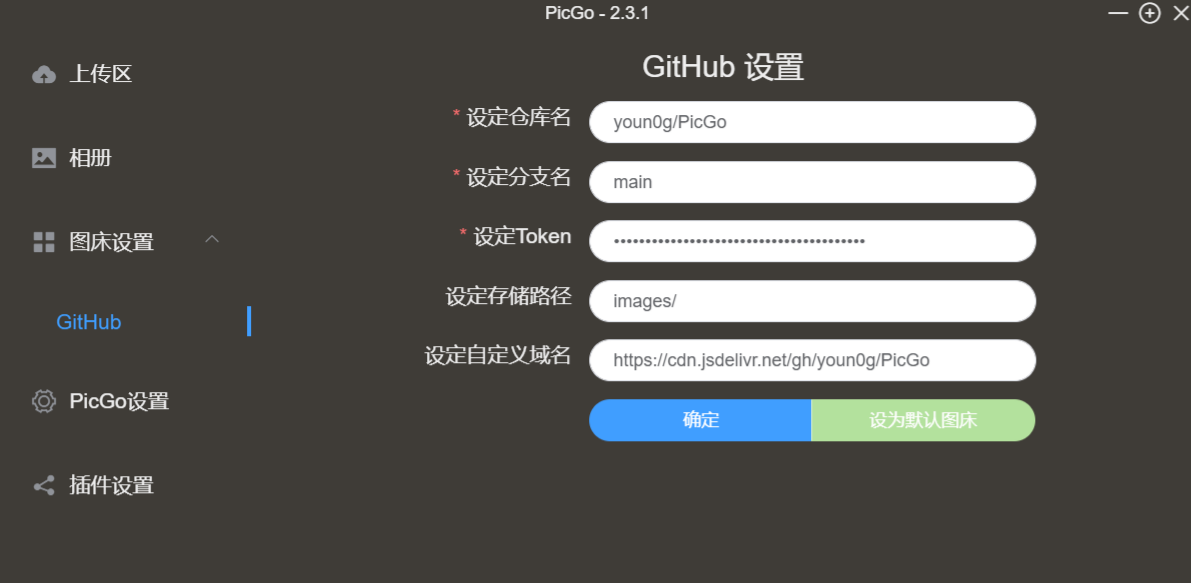 PicGo - 2.3.1
上传区
相册
图床设置
GitHub
PicGo设置
插件设置
GitHub 设置
* 设定仓库名
youn0g/PicGo
* 设定分支名
main
* 设定Token
••••••••••••••••••••••••••••••••••••••••
设定存储路径
images/
设定自定义域名
https://cdn.jsdelivr.net/gh/youn0g/PicGo
确定
设为默认图床